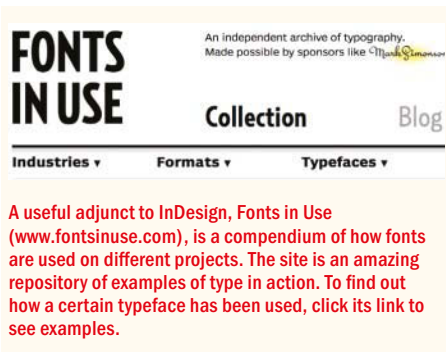 FONTS
IN USE
An independent archive of typography.
Made possible by sponsors like Mark Simonson
Collection
Blog
Industries ▾ Formats ▾ Typefaces ▾
A useful adjunct to InDesign, Fonts in Use
(www.fontsinuse.com), is a compendium of how fonts
are used on different projects. The site is an amazing
repository of examples of type in action. To find out
how a certain typeface has been used, click its link to
see examples.